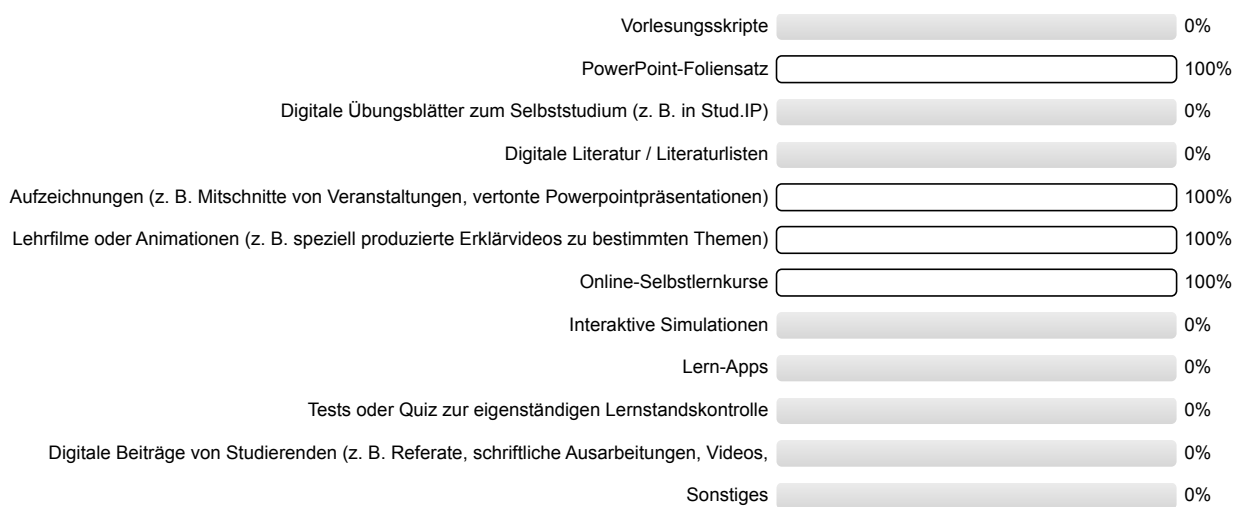 Vorlesungsskripte 0%
PowerPoint-Foliensatz 100%
Digitale Übungsblätter zum Selbststudium (z. B. in Stud.IP) 0%
Digitale Literatur / Literaturlisten 0%
Aufzeichnungen (z. B. Mitschnitte von Veranstaltungen, vertonte Powerpointpräsentationen) 100%
Lehrfilme oder Animationen (z. B. speziell produzierte Erklärvideos zu bestimmten Themen) 100%
Online-Selbstlernkurse 100%
Interaktive Simulationen 0%
Lern-Apps 0%
Tests oder Quiz zur eigenständigen Lernstandskontrolle 0%
Digitale Beiträge von Studierenden (z. B. Referate, schriftliche Ausarbeitungen, Videos, 0%
Sonstiges 0%